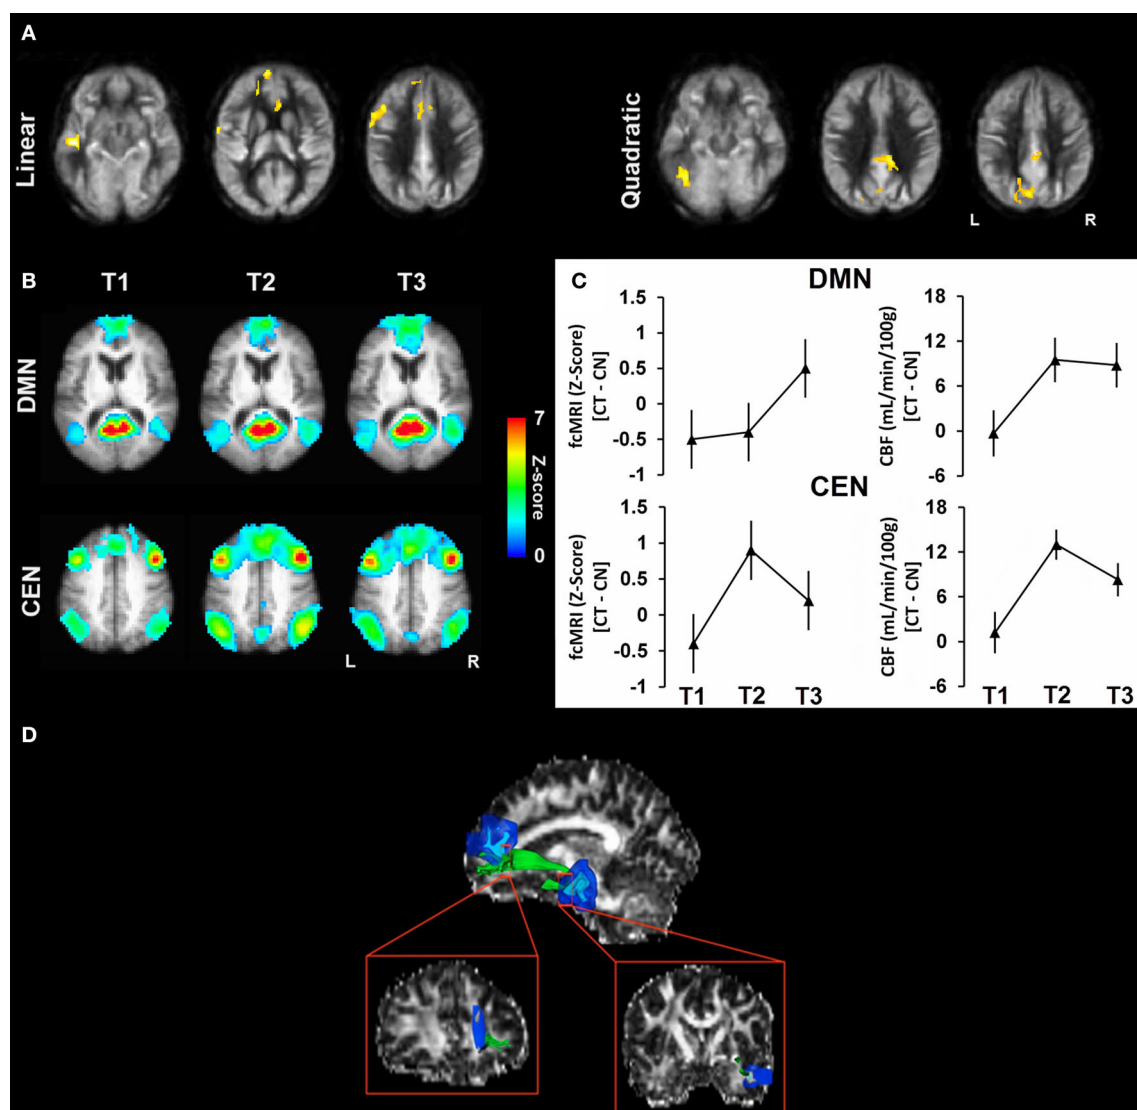 A
Linear
Quadratic
L R
B
T1 T2 T3
DMN
7
Z-score
0
CEN
L R
C
DMN
fcMRI (Z-Score)
[CT - CN]
1.5
1
0.5
0
-0.5
-1
CBF (mL/min/100g)
[CT - CN]
18
12
6
0
-6
CEN
fcMRI (Z-Score)
[CT - CN]
1.5
1
0.5
0
-0.5
-1
T1 T2 T3
CBF (mL/min/100g)
[CT - CN]
18
12
6
0
-6
T1 T2 T3
D